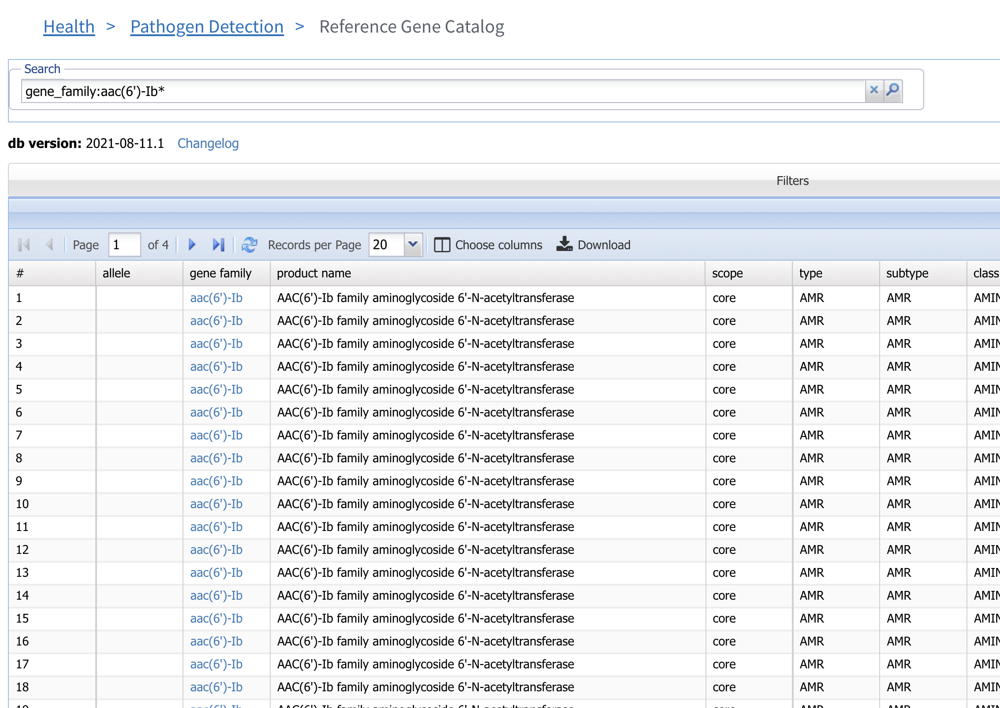 Health > Pathogen Detection > Reference Gene Catalog
Search
gene_family:aac(6')-Ib*
db version: 2021-08-11.1 Changelog
Filters
Page 1 of 4 Records per Page 20 Choose columns Download
# allele gene family product name scope type subtype class
1 aac(6')-Ib AAC(6')-Ib family aminoglycoside 6'-N-acetyltransferase core AMR AMR AMIN
2 aac(6')-Ib AAC(6')-Ib family aminoglycoside 6'-N-acetyltransferase core AMR AMR AMIN
3 aac(6')-Ib AAC(6')-Ib family aminoglycoside 6'-N-acetyltransferase core AMR AMR AMIN
4 aac(6')-Ib AAC(6')-Ib family aminoglycoside 6'-N-acetyltransferase core AMR AMR AMIN
5 aac(6')-Ib AAC(6')-Ib family aminoglycoside 6'-N-acetyltransferase core AMR AMR AMIN
6 aac(6')-Ib AAC(6')-Ib family aminoglycoside 6'-N-acetyltransferase core AMR AMR AMIN
7 aac(6')-Ib AAC(6')-Ib family aminoglycoside 6'-N-acetyltransferase core AMR AMR AMIN
8 aac(6')-Ib AAC(6')-Ib family aminoglycoside 6'-N-acetyltransferase core AMR AMR AMIN
9 aac(6')-Ib AAC(6')-Ib family aminoglycoside 6'-N-acetyltransferase core AMR AMR AMIN
10 aac(6')-Ib AAC(6')-Ib family aminoglycoside 6'-N-acetyltransferase core AMR AMR AMIN
11 aac(6')-Ib AAC(6')-Ib family aminoglycoside 6'-N-acetyltransferase core AMR AMR AMIN
12 aac(6')-Ib AAC(6')-Ib family aminoglycoside 6'-N-acetyltransferase core AMR AMR AMIN
13 aac(6')-Ib AAC(6')-Ib family aminoglycoside 6'-N-acetyltransferase core AMR AMR AMIN
14 aac(6')-Ib AAC(6')-Ib family aminoglycoside 6'-N-acetyltransferase core AMR AMR AMIN
15 aac(6')-Ib AAC(6')-Ib family aminoglycoside 6'-N-acetyltransferase core AMR AMR AMIN
16 aac(6')-Ib AAC(6')-Ib family aminoglycoside 6'-N-acetyltransferase core AMR AMR AMIN
17 aac(6')-Ib AAC(6')-Ib family aminoglycoside 6'-N-acetyltransferase core AMR AMR AMIN
18 aac(6')-Ib AAC(6')-Ib family aminoglycoside 6'-N-acetyltransferase core AMR AMR AMIN